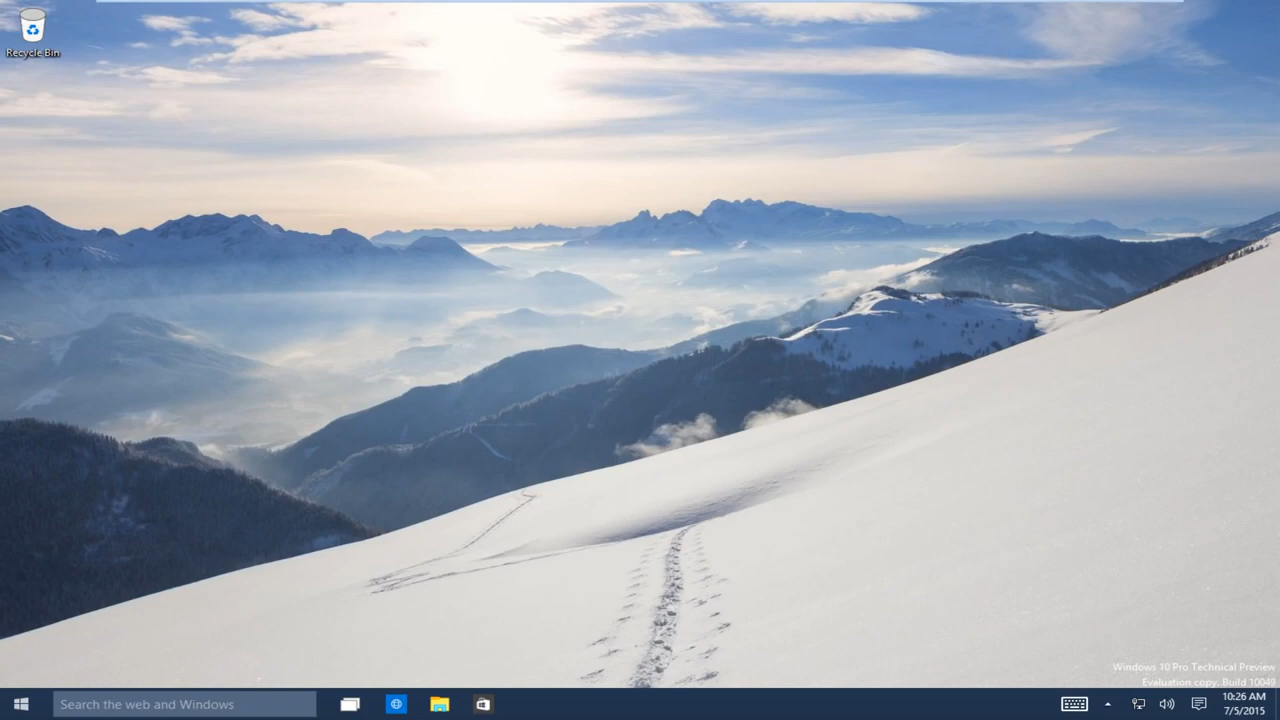 Recycle Bin
Windows 10 Pro Technical Preview
Evaluation copy. Build 10049
Search the web and Windows
10:26 AM
7/5/2015